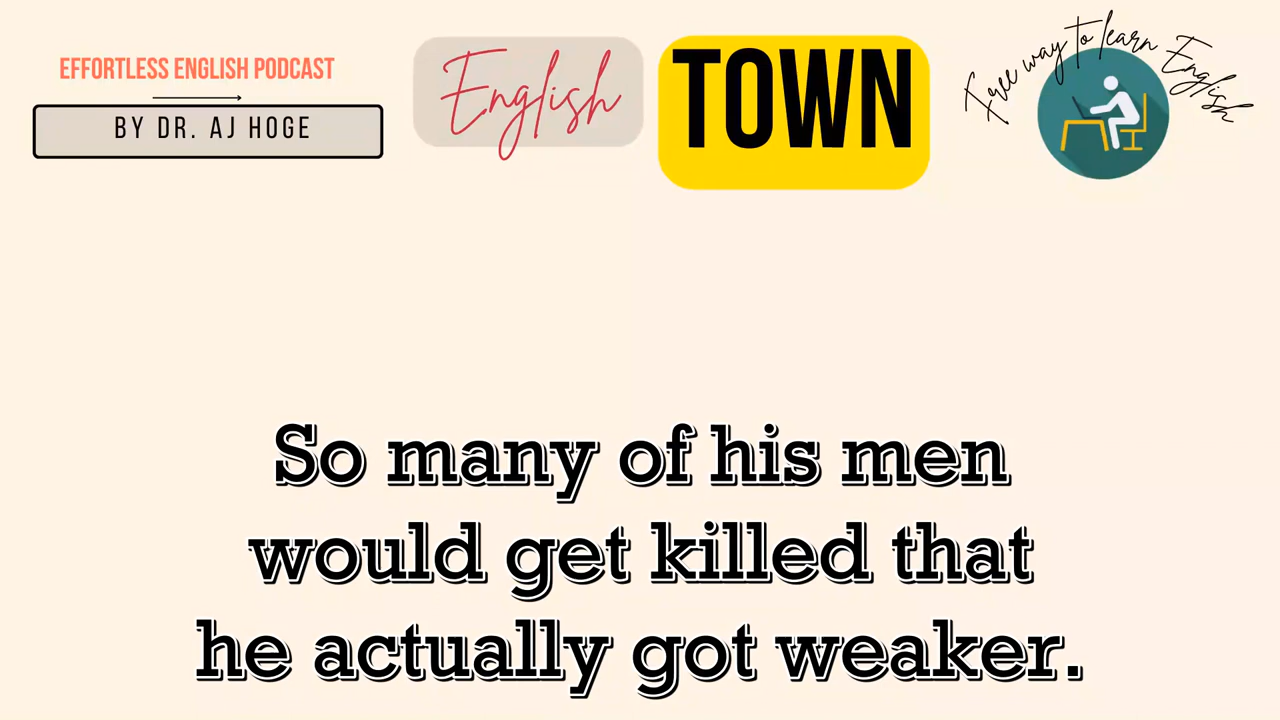 EFFORTLESS ENGLISH PODCAST
BY DR. AJ HOGE
English
TOWN
Free way to learn English
So many of his men
would get killed that
he actually got weaker.